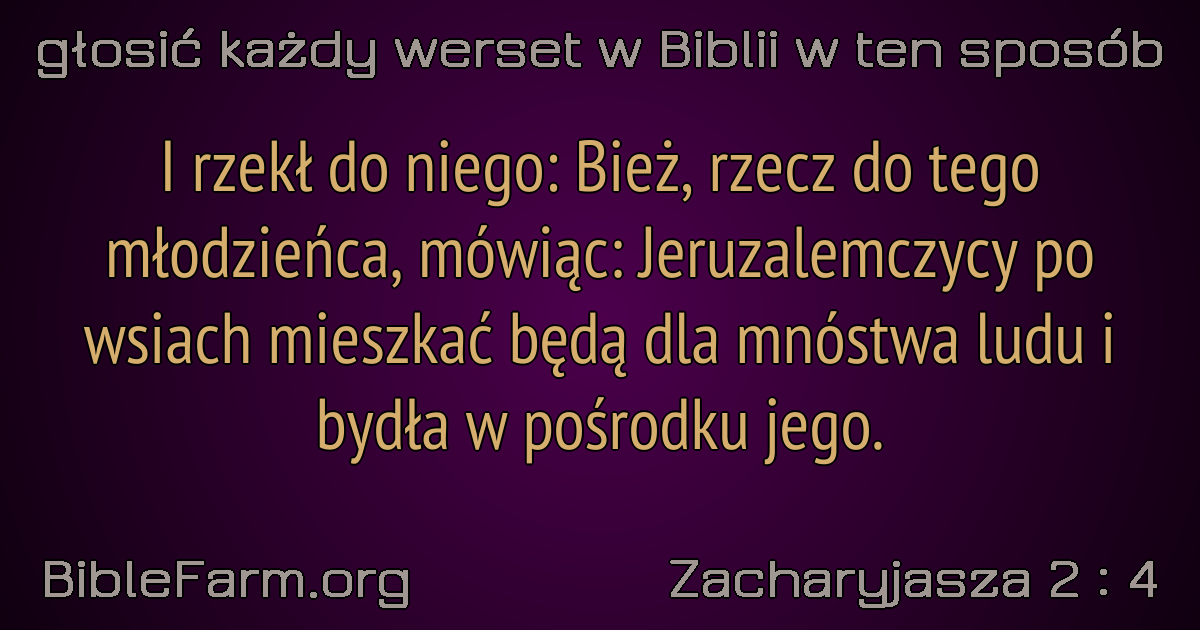 głosić każdy werset w Biblii w ten sposób
I rzekł do niego: Bież, rzecz do tego
młodzieńca, mówiąc: Jeruzalemczycy po
wsiach mieszkać będą dla mnóstwa ludu i
bydła w pośrodku jego.
BibleFarm.org
Zacharyjasza 2 : 4